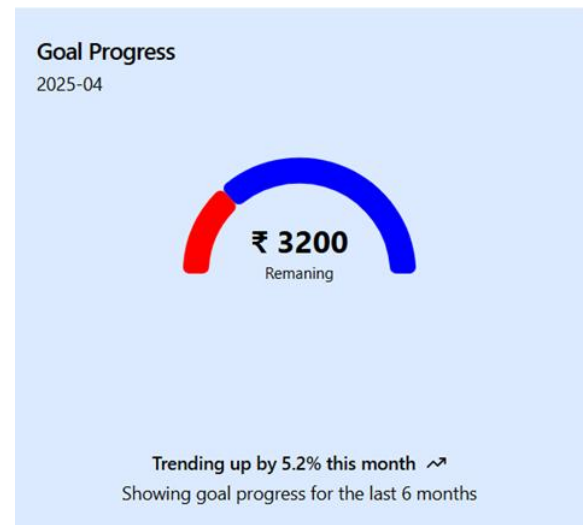 Goal Progress
2025-04
₹ 3200
Remaning
Trending up by 5.2% this month
Showing goal progress for the last 6 months